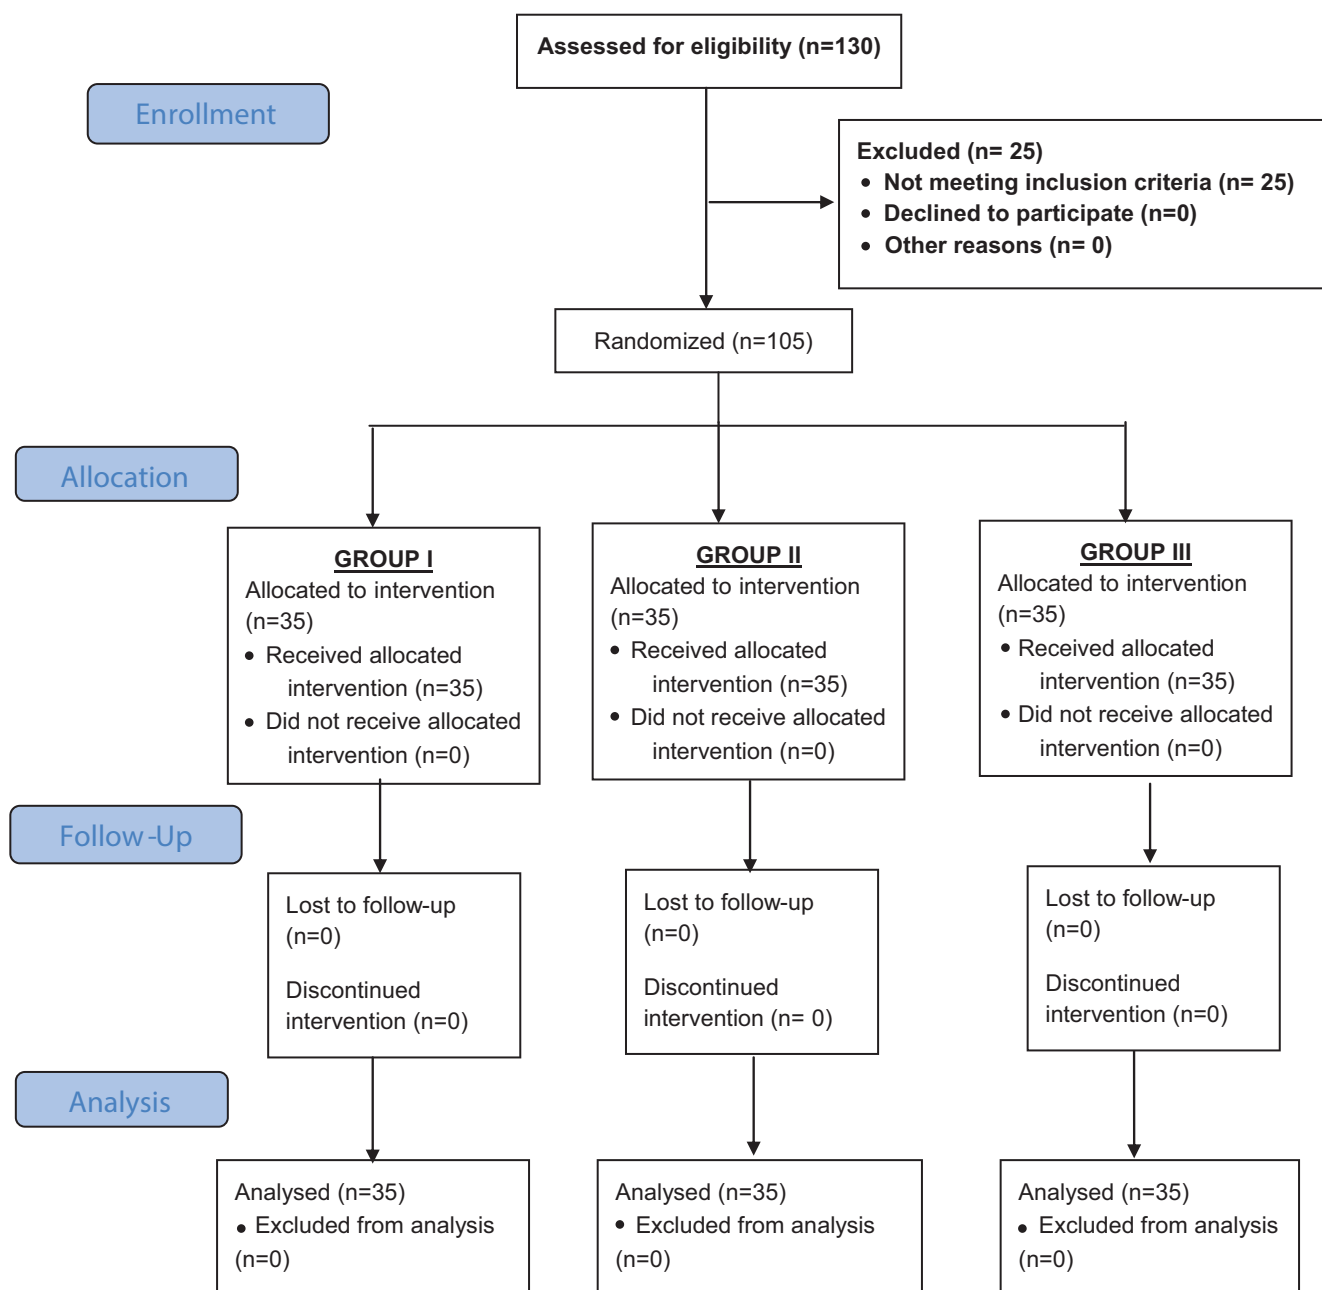 Assessed for eligibility (n=130)
Enrollment
Excluded (n= 25)
• Not meeting inclusion criteria (n= 25)
• Declined to participate (n=0)
• Other reasons (n= 0)
Randomized (n=105)
Allocation
GROUP I
Allocated to intervention
(n=35)
• Received allocated
intervention (n=35)
• Did not receive allocated
intervention (n=0)
GROUP II
Allocated to intervention
(n=35)
• Received allocated
intervention (n=35)
• Did not receive allocated
intervention (n=0)
GROUP III
Allocated to intervention
(n=35)
• Received allocated
intervention (n=35)
• Did not receive allocated
intervention (n=0)
Follow-Up
Lost to follow-up
(n=0)
Discontinued
intervention (n=0)
Lost to follow-up
(n=0)
Discontinued
intervention (n= 0)
Lost to follow-up
(n=0)
Discontinued
intervention (n=0)
Analysis
Analysed (n=35)
• Excluded from analysis
(n=0)
Analysed (n=35)
• Excluded from analysis
(n=0)
Analysed (n=35)
• Excluded from analysis
(n=0)